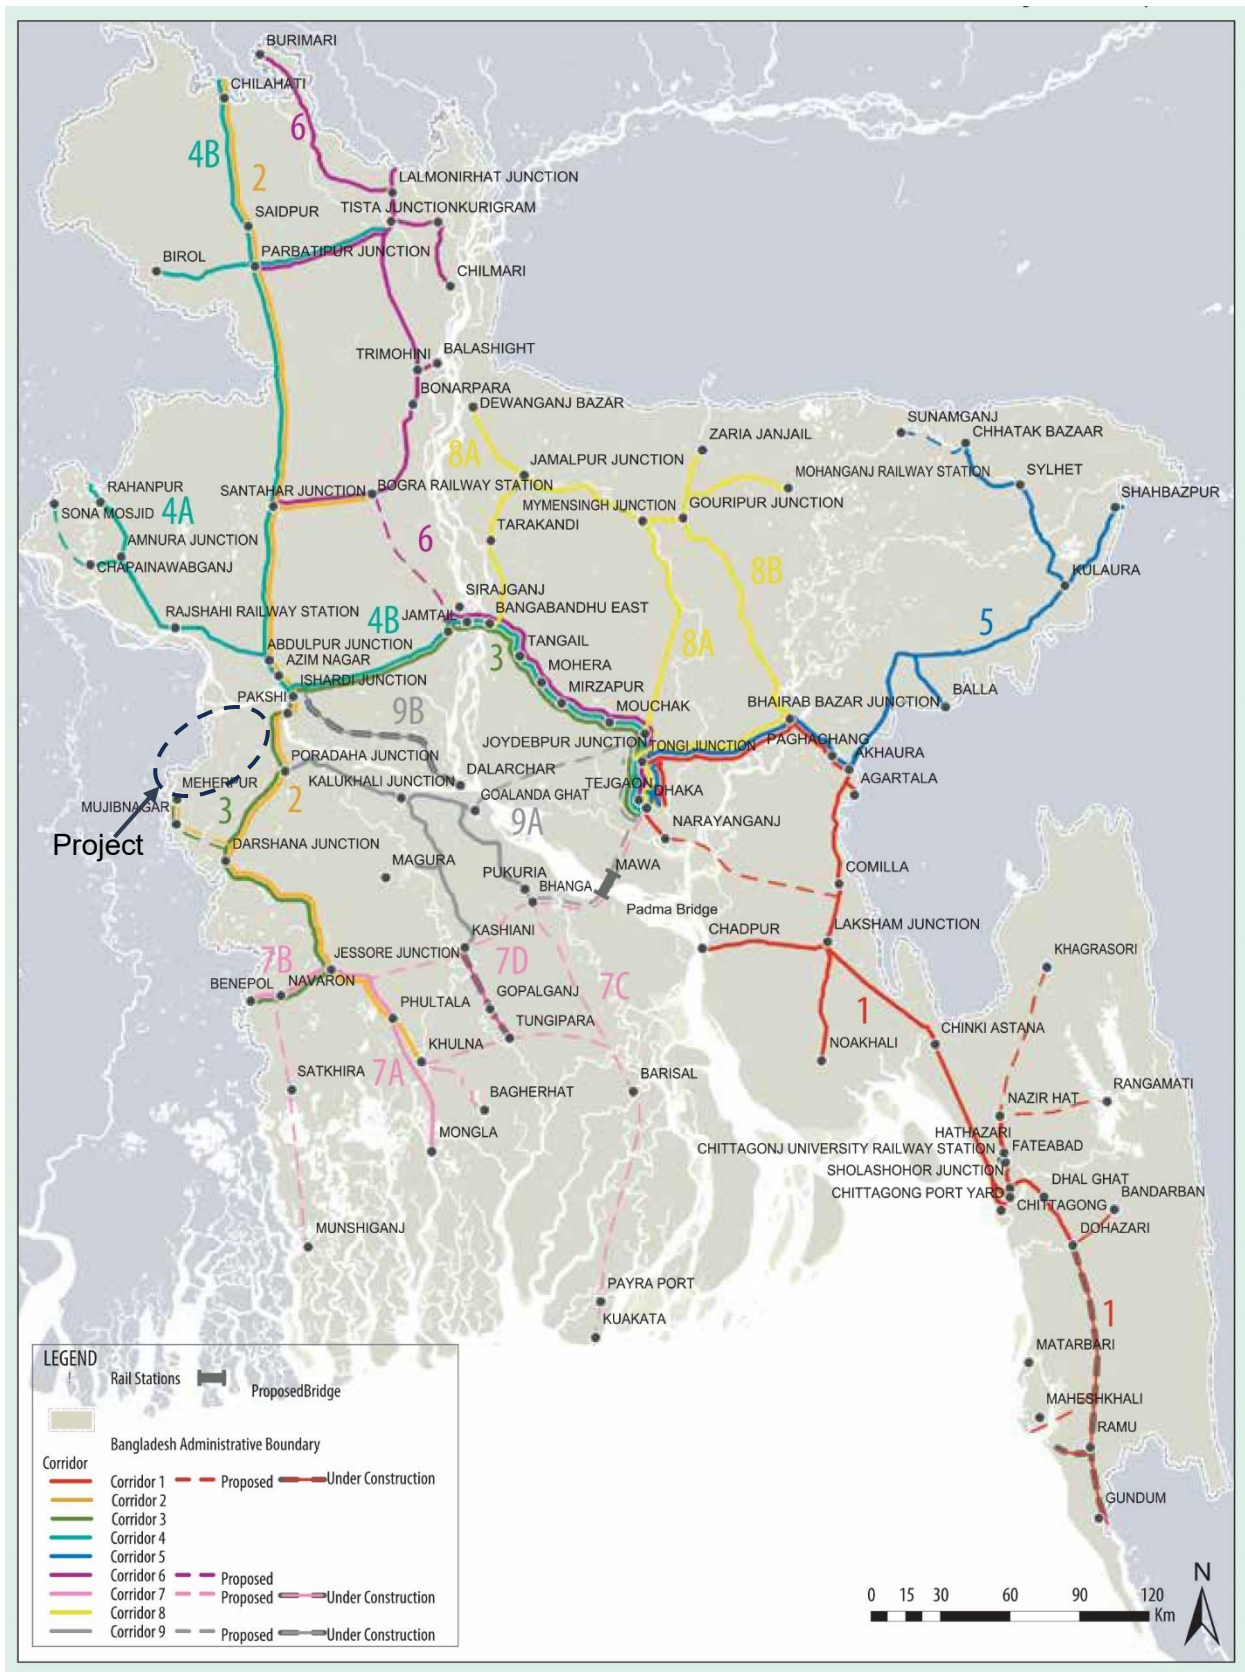 BURIMARI
CHILAHATI
6
4B
2
LALMONIRHAT JUNCTION
TISTA JUNCTION
KURIGRAM
SAIDPUR
BIROL
PARBATIPUR JUNCTION
CHILMARI
TRIMOHINI
BALASHIGHT
BONARPARA
DEWANGANJ BAZAR
SUNAMGANJ
CHHATAK BAZAAR
ZARIA JANJAIL
8A
JAMALPUR JUNCTION
MOHANGANJ RAILWAY STATION
SYLHET
RAHANPUR
SANTAHAR JUNCTION
BOGRA RAILWAY STATION
SHAHBAZPUR
SONA MOSJID
4A
MYMENSINGH JUNCTION
GOURIPUR JUNCTION
TARAKANDI
AMNURA JUNCTION
6
CHAPAINAWABGANJ
8B
KULAURA
SIRAJGANJ
RAJSHAHI RAILWAY STATION
4B
JAMTAIL
BANGABANDHU EAST
5
ABDULPUR JUNCTION
3
TANGAIL
8A
AZIM NAGAR
MOHERA
ISHARDI JUNCTION
MIRZAPUR
BALLA
PAKSHI
9B
MOUCHAK
BHAIRAB BAZAR JUNCTION
JOYDEBPUR JUNCTION
TONGI JUNCTION
PAGHACHANG
AKHAURA
PORADAHA JUNCTION
DALARCHAR
AGARTALA
MEHERPUR
KALUKHALI JUNCTION
TEJGAON
DHAKA
MUJIBNAGAR
3
2
GOALANDA GHAT
9A
NARAYANGANJ
Project
DARSHANA JUNCTION
MAGURA
PUKURIA
MAWA
COMILLA
BHANGA
Padma Bridge
KASHIANI
CHADPUR
LAKSHAM JUNCTION
JESSORE JUNCTION
7B
7D
KHAGRASORI
BENEPOL
NAVARON
7C
GOPALGANJ
PHULTALA
1
TUNGIPARA
CHINKI ASTANA
KHULNA
NOAKHALI
7A
SATKHIRA
BARISAL
BAGHERHAT
RANGAMATI
NAZIR HAT
MONGLA
HATHAZARI
CHITTAGONJ UNIVERSITY RAILWAY STATION
FATEABAD
SHOLASHOHOR JUNCTION
DHAL GHAT
CHITTAGONG PORT YARD
BANDARBAN
CHITTAGONG
MUNSHIGANJ
DOHAZARI
PAYRA PORT
1
KUAKATA
MATARBARI
MAHESHKHALI
RAMU
GUNDUM
LEGEND
Rail Stations
ProposedBridge
Bangladesh Administrative Boundary
Corridor
Corridor 1 Proposed Under Construction
Corridor 2
Corridor 3
Corridor 4
Corridor 5
Corridor 6 Proposed
Corridor 7 Proposed Under Construction
Corridor 8
Corridor 9 Proposed Under Construction
N
0 15 30 60 90 120
Km